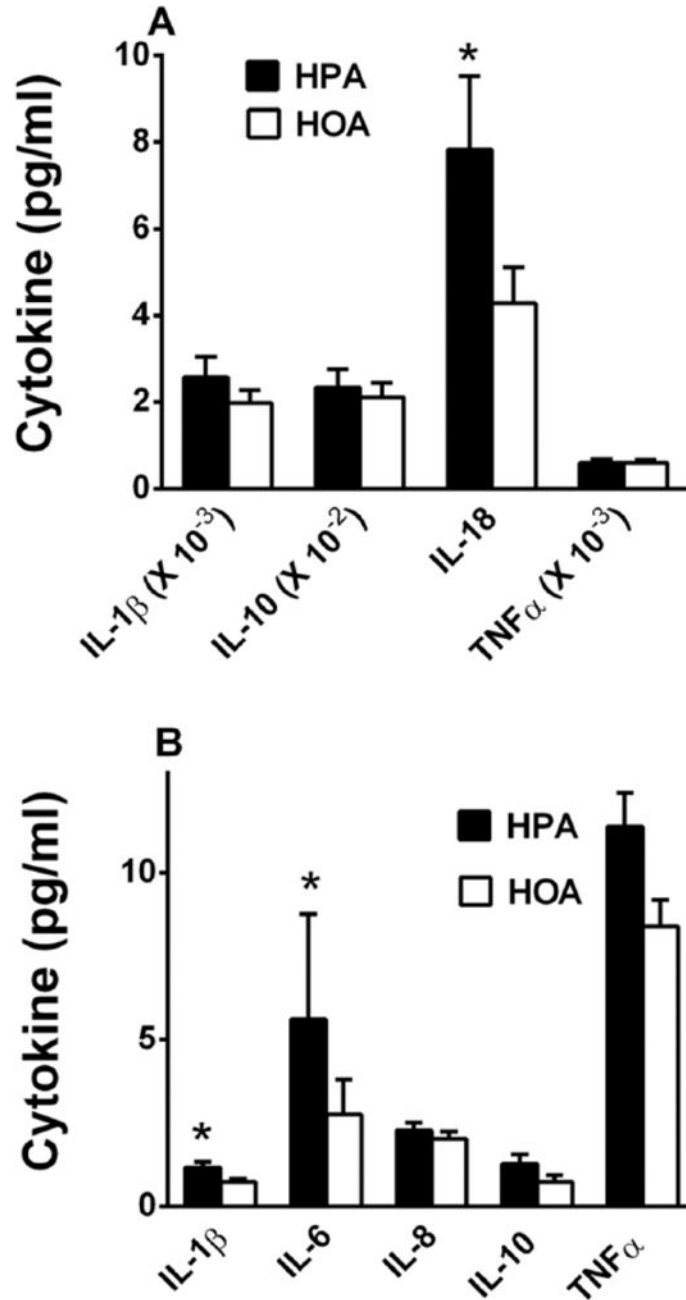 A
Cytokine (pg/ml)
10
8
6
4
2
0
HPA
HOA
*
IL-1β (X 10⁻³)
IL-10 (X 10⁻²)
IL-18
TNFα (X 10⁻³)
B
Cytokine (pg/ml)
10
5
0
HPA
HOA
*
*
IL-1β
IL-6
IL-8
IL-10
TNFα